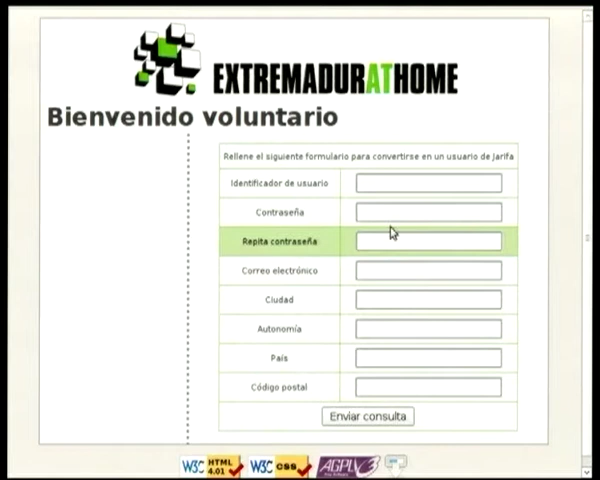 EXTREMADURATHOME
Bienvenido voluntario
Rellene el siguiente formulario para convertirse en un usuario de Jarifa
Identificador de usuario
Contraseña
Repita contraseña
Correo electrónico
Ciudad
Autonomía
País
Código postal
Enviar consulta
W3C HTML 4.01 W3C css AGPLv3